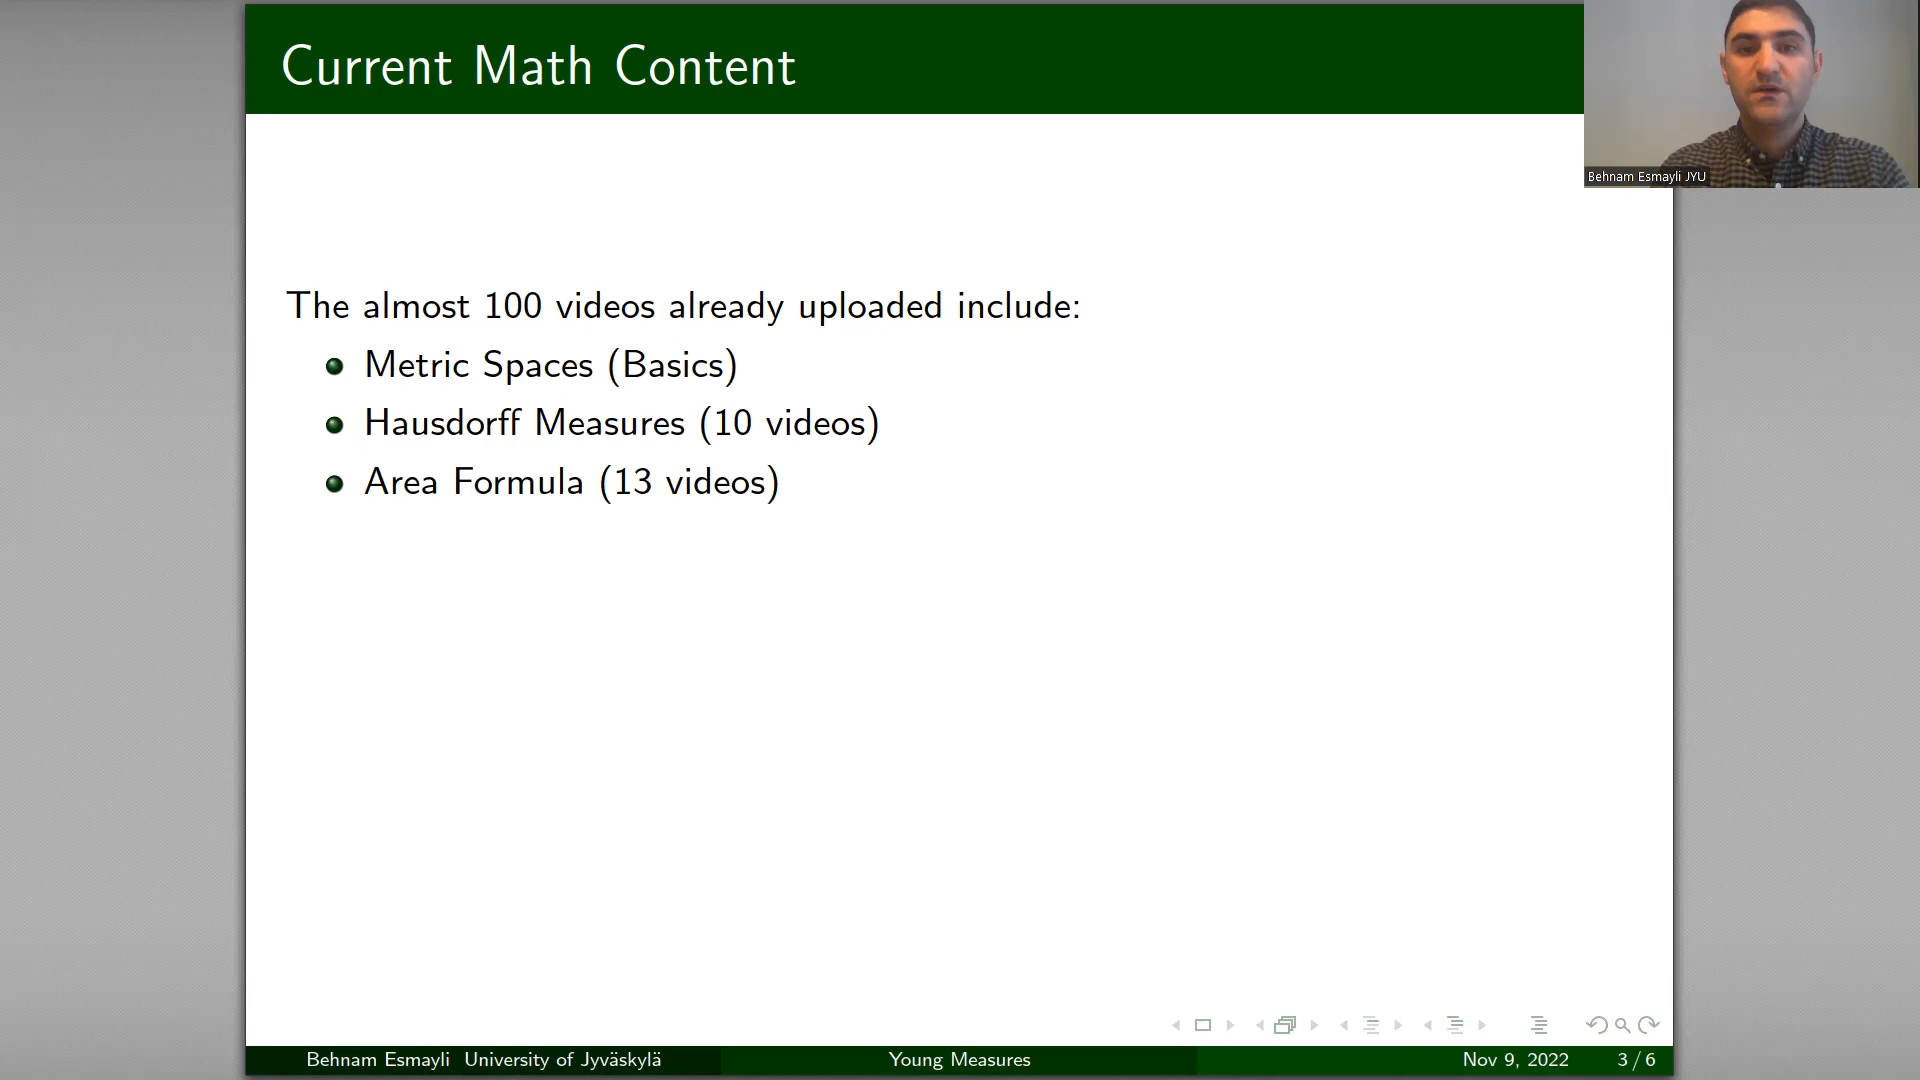 Current Math Content
Behnam Esmayli JYU
The almost 100 videos already uploaded include:
Metric Spaces (Basics)
Hausdorff Measures (10 videos)
Area Formula (13 videos)
Behnam Esmayli University of Jyväskylä Young Measures Nov 9, 2022 3 / 6